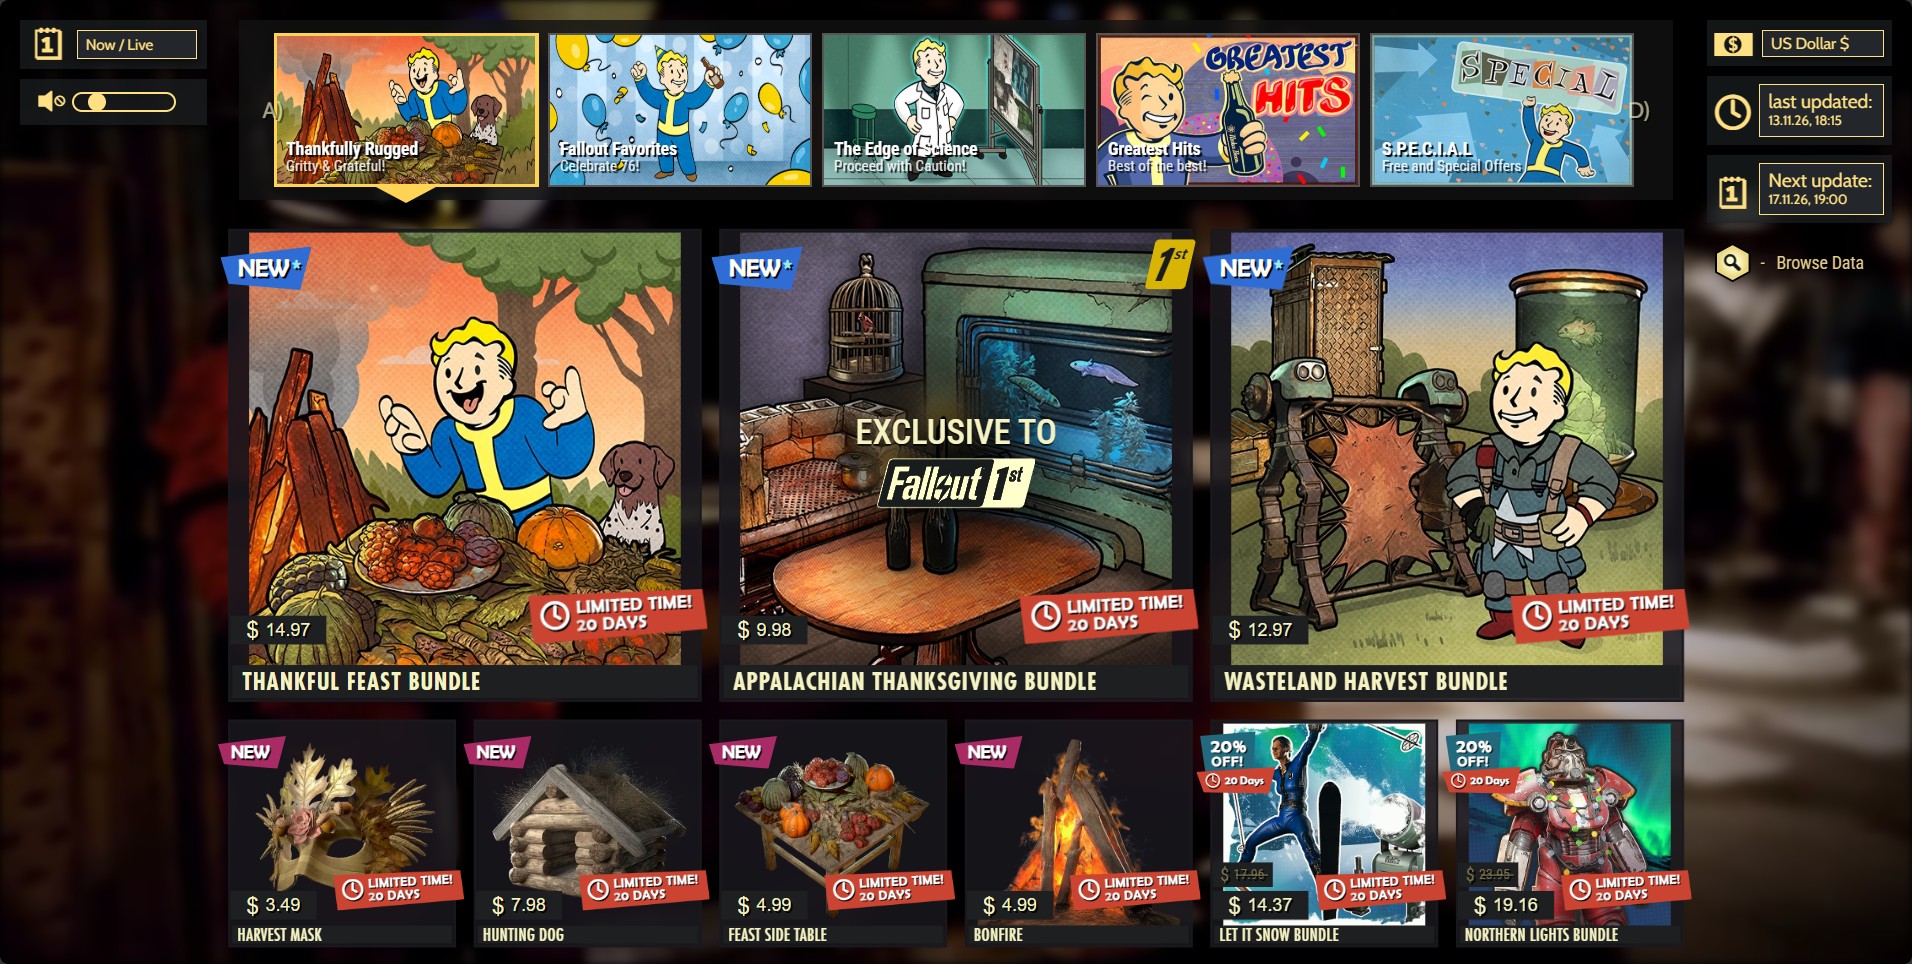 Now / Live
A)
Thankfully Rugged
Gritty & Grateful!
Fallout Favorites
Celebrate 76!
The Edge of Science
Proceed with Caution!
GREATEST
HITS
Greatest Hits
Best of the best!
SPECIAL
S.P.E.C.I.A.L
Free and Special Offers
D)
US Dollar $
last updated:
13.11.26, 18:15
Next update:
17.11.26, 19:00
- Browse Data
NEW*
LIMITED TIME!
20 DAYS
$ 14.97
THANKFUL FEAST BUNDLE
NEW*
1st
EXCLUSIVE TO
Fallout 1st
LIMITED TIME!
20 DAYS
$ 9.98
APPALACHIAN THANKSGIVING BUNDLE
NEW*
LIMITED TIME!
20 DAYS
$ 12.97
WASTELAND HARVEST BUNDLE
NEW
LIMITED TIME!
20 DAYS
$ 3.49
HARVEST MASK
NEW
LIMITED TIME!
20 DAYS
$ 7.98
HUNTING DOG
NEW
LIMITED TIME!
20 DAYS
$ 4.99
FEAST SIDE TABLE
NEW
LIMITED TIME!
20 DAYS
$ 4.99
BONFIRE
20%
OFF!
20 Days
$ 17.96
LIMITED TIME!
20 DAYS
$ 14.37
LET IT SNOW BUNDLE
20%
OFF!
20 Days
$ 23.95
LIMITED TIME!
20 DAYS
$ 19.16
NORTHERN LIGHTS BUNDLE